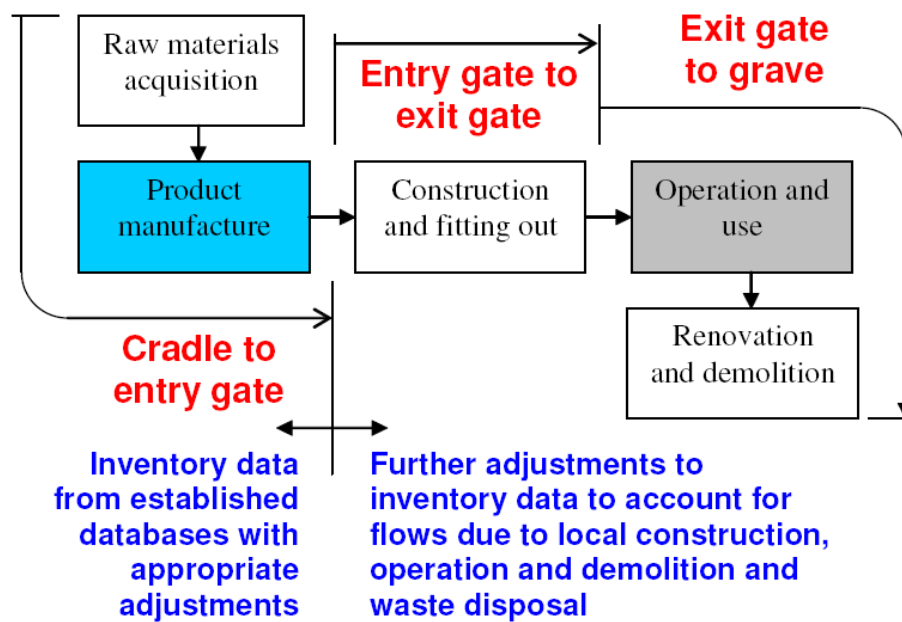 Raw materials
acquisition
Entry gate to
exit gate
Exit gate
to grave
Product
manufacture
Construction
and fitting out
Operation and
use
Cradle to
entry gate
Renovation
and demolition
Inventory data
from established
databases with
appropriate
adjustments
Further adjustments to
inventory data to account for
flows due to local construction,
operation and demolition and
waste disposal